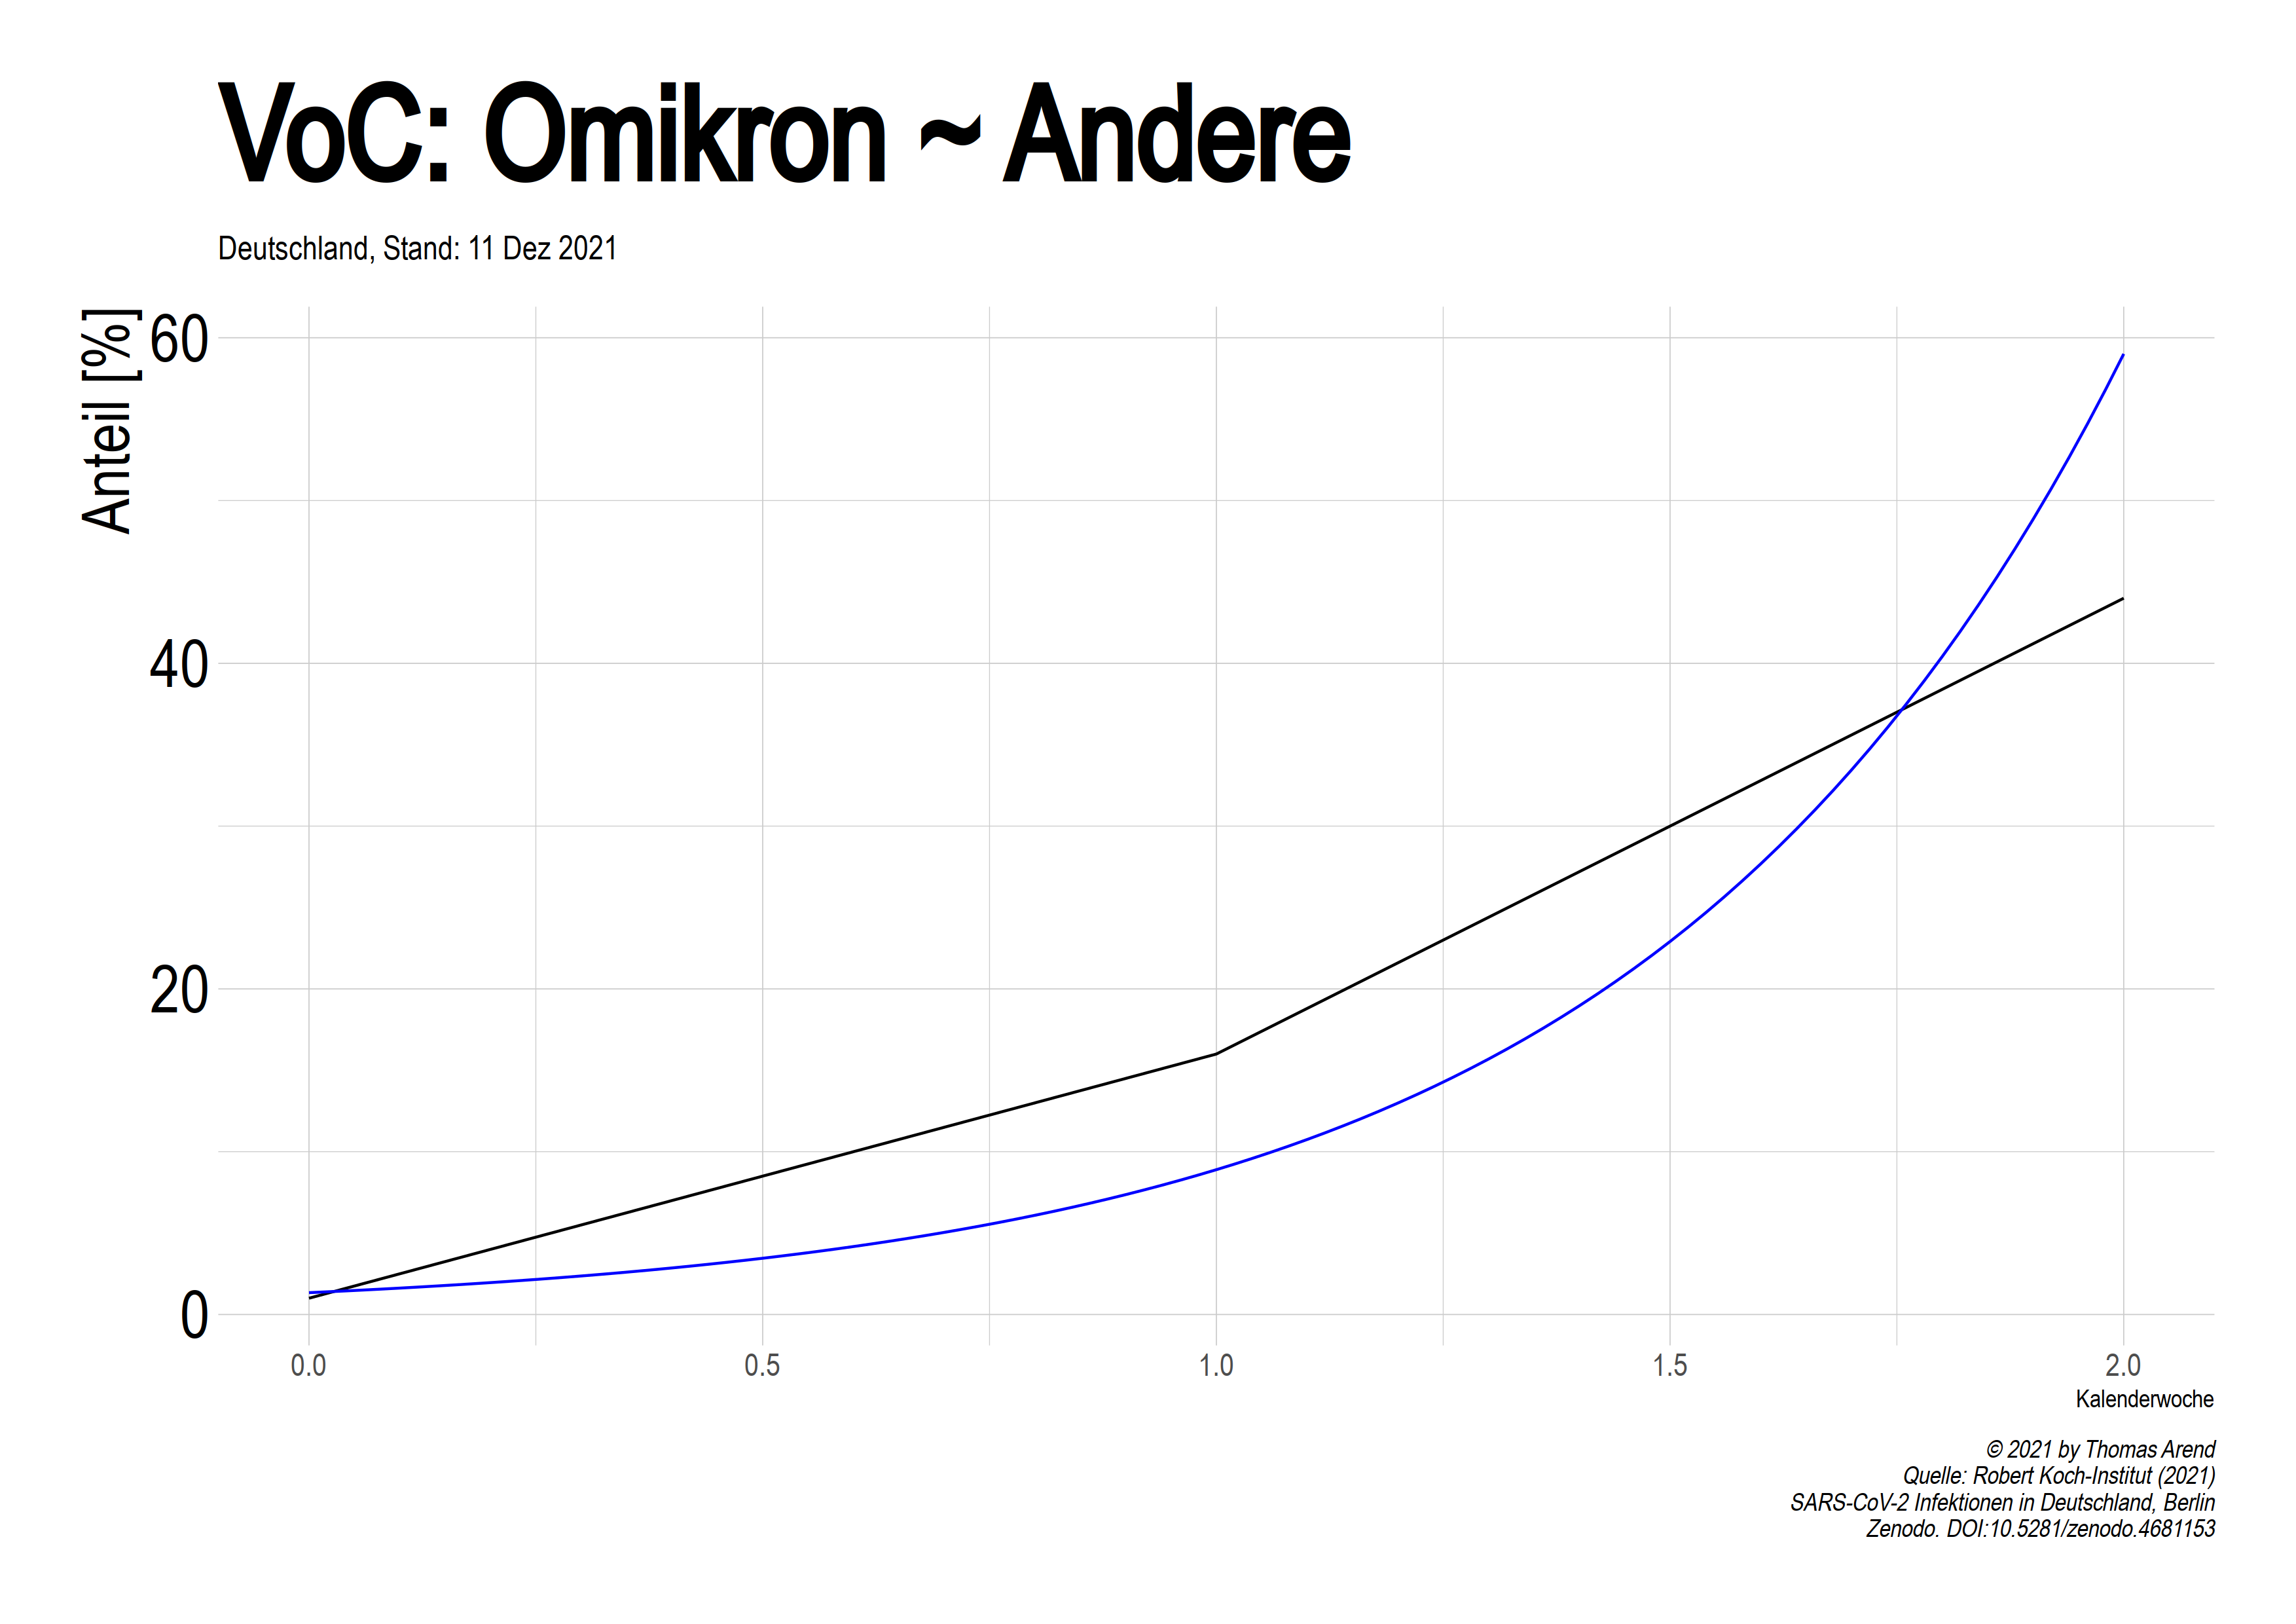 VoC: Omikron ~ Andere
Deutschland, Stand: 11 Dez 2021
Anteil [%]
60
40
20
0
0.0 0.5 1.0 1.5 2.0
Kalenderwoche
© 2021 by Thomas Arend
Quelle: Robert Koch-Institut (2021)
SARS-CoV-2 Infektionen in Deutschland, Berlin
Zenodo. DOI:10.5281/zenodo.4681153